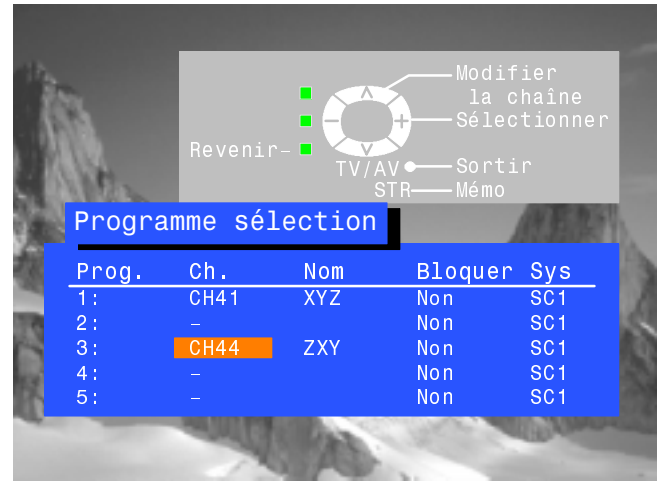 Modifier
la chaîne
Sélectionner
Revenir
TV/AV Sortir
STR Mémo
Programme sélection
Prog. Ch. Nom Bloquer Sys
1: CH41 XYZ Non SC1
2: – Non SC1
3: CH44 ZXY Non SC1
4: – Non SC1
5: – Non SC1